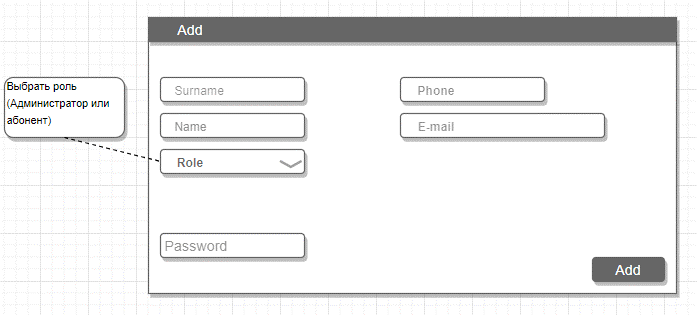 Add
Выбрать роль
(Администратор или
абонент)
Surname
Phone
Name
E-mail
Role
Password
Add